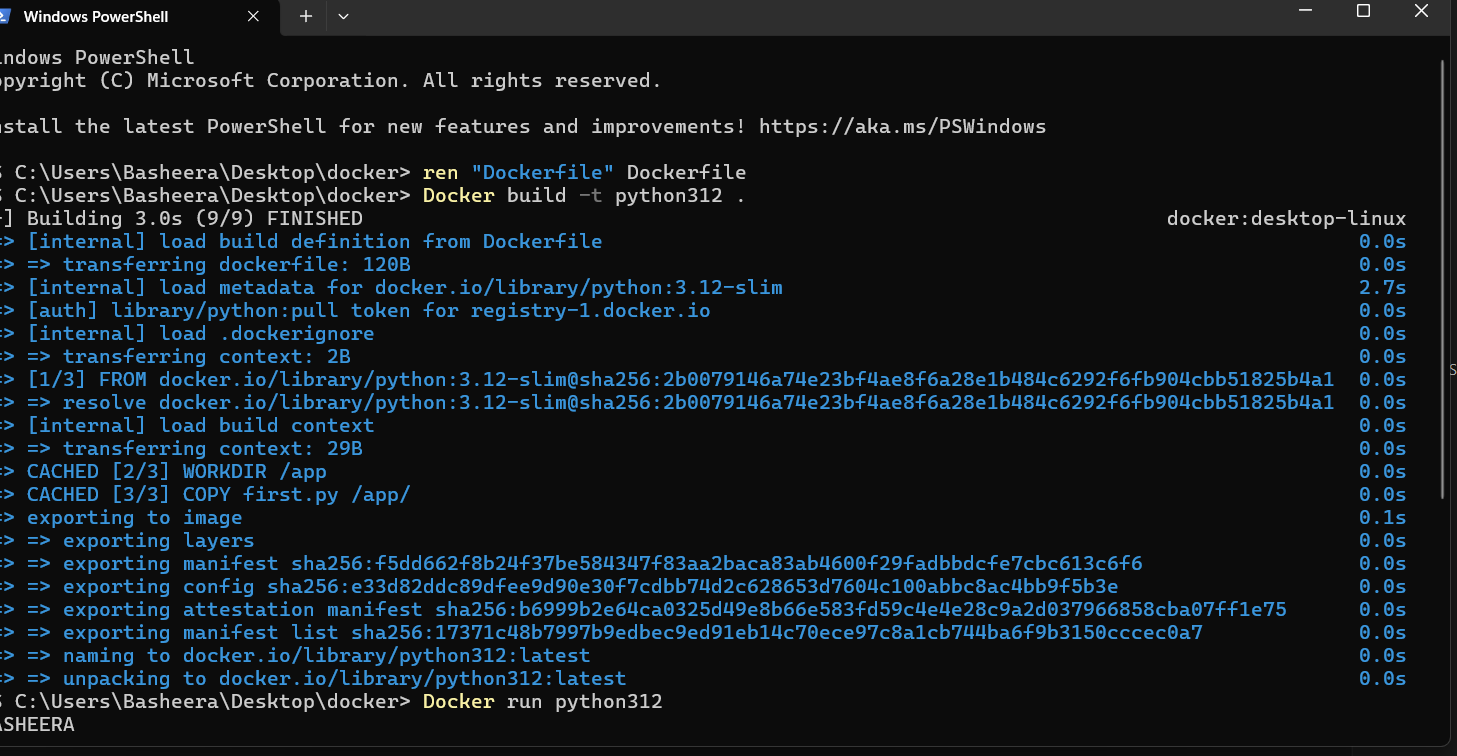 Windows PowerShell
indows PowerShell
opyright (C) Microsoft Corporation. All rights reserved.
nstall the latest PowerShell for new features and improvements! https://aka.ms/PSWindows
S C:\Users\Basheera\Desktop\docker> ren "Dockerfile" Dockerfile
S C:\Users\Basheera\Desktop\docker> Docker build -t python312 .
+] Building 3.0s (9/9) FINISHED docker:desktop-linux
=> [internal] load build definition from Dockerfile 0.0s
=> => transferring dockerfile: 120B 0.0s
=> [internal] load metadata for docker.io/library/python:3.12-slim 2.7s
=> [auth] library/python:pull token for registry-1.docker.io 0.0s
=> [internal] load .dockerignore 0.0s
=> => transferring context: 2B 0.0s
=> [1/3] FROM docker.io/library/python:3.12-slim@sha256:2b0079146a74e23bf4ae8f6a28e1b484c6292f6fb904cbb51825b4a1 0.0s
=> => resolve docker.io/library/python:3.12-slim@sha256:2b0079146a74e23bf4ae8f6a28e1b484c6292f6fb904cbb51825b4a1 0.0s
=> [internal] load build context 0.0s
=> => transferring context: 29B 0.0s
=> CACHED [2/3] WORKDIR /app 0.0s
=> CACHED [3/3] COPY first.py /app/ 0.0s
=> exporting to image 0.1s
=> => exporting layers 0.0s
=> => exporting manifest sha256:f5dd662f8b24f37be584347f83aa2baca83ab4600f29fadbbdcfe7cbc613c6f6 0.0s
=> => exporting config sha256:e33d82ddc89dfee9d90e30f7cdbb74d2c628653d7604c100abbc8ac4bb9f5b3e 0.0s
=> => exporting attestation manifest sha256:b6999b2e64ca0325d49e8b66e583fd59c4e4e28c9a2d037966858cba07ff1e75 0.0s
=> => exporting manifest list sha256:17371c48b7997b9edbec9ed91eb14c70ece97c8a1cb744ba6f9b3150cccec0a7 0.0s
=> => naming to docker.io/library/python312:latest 0.0s
=> => unpacking to docker.io/library/python312:latest 0.0s
S C:\Users\Basheera\Desktop\docker> Docker run python312
ASHEERA